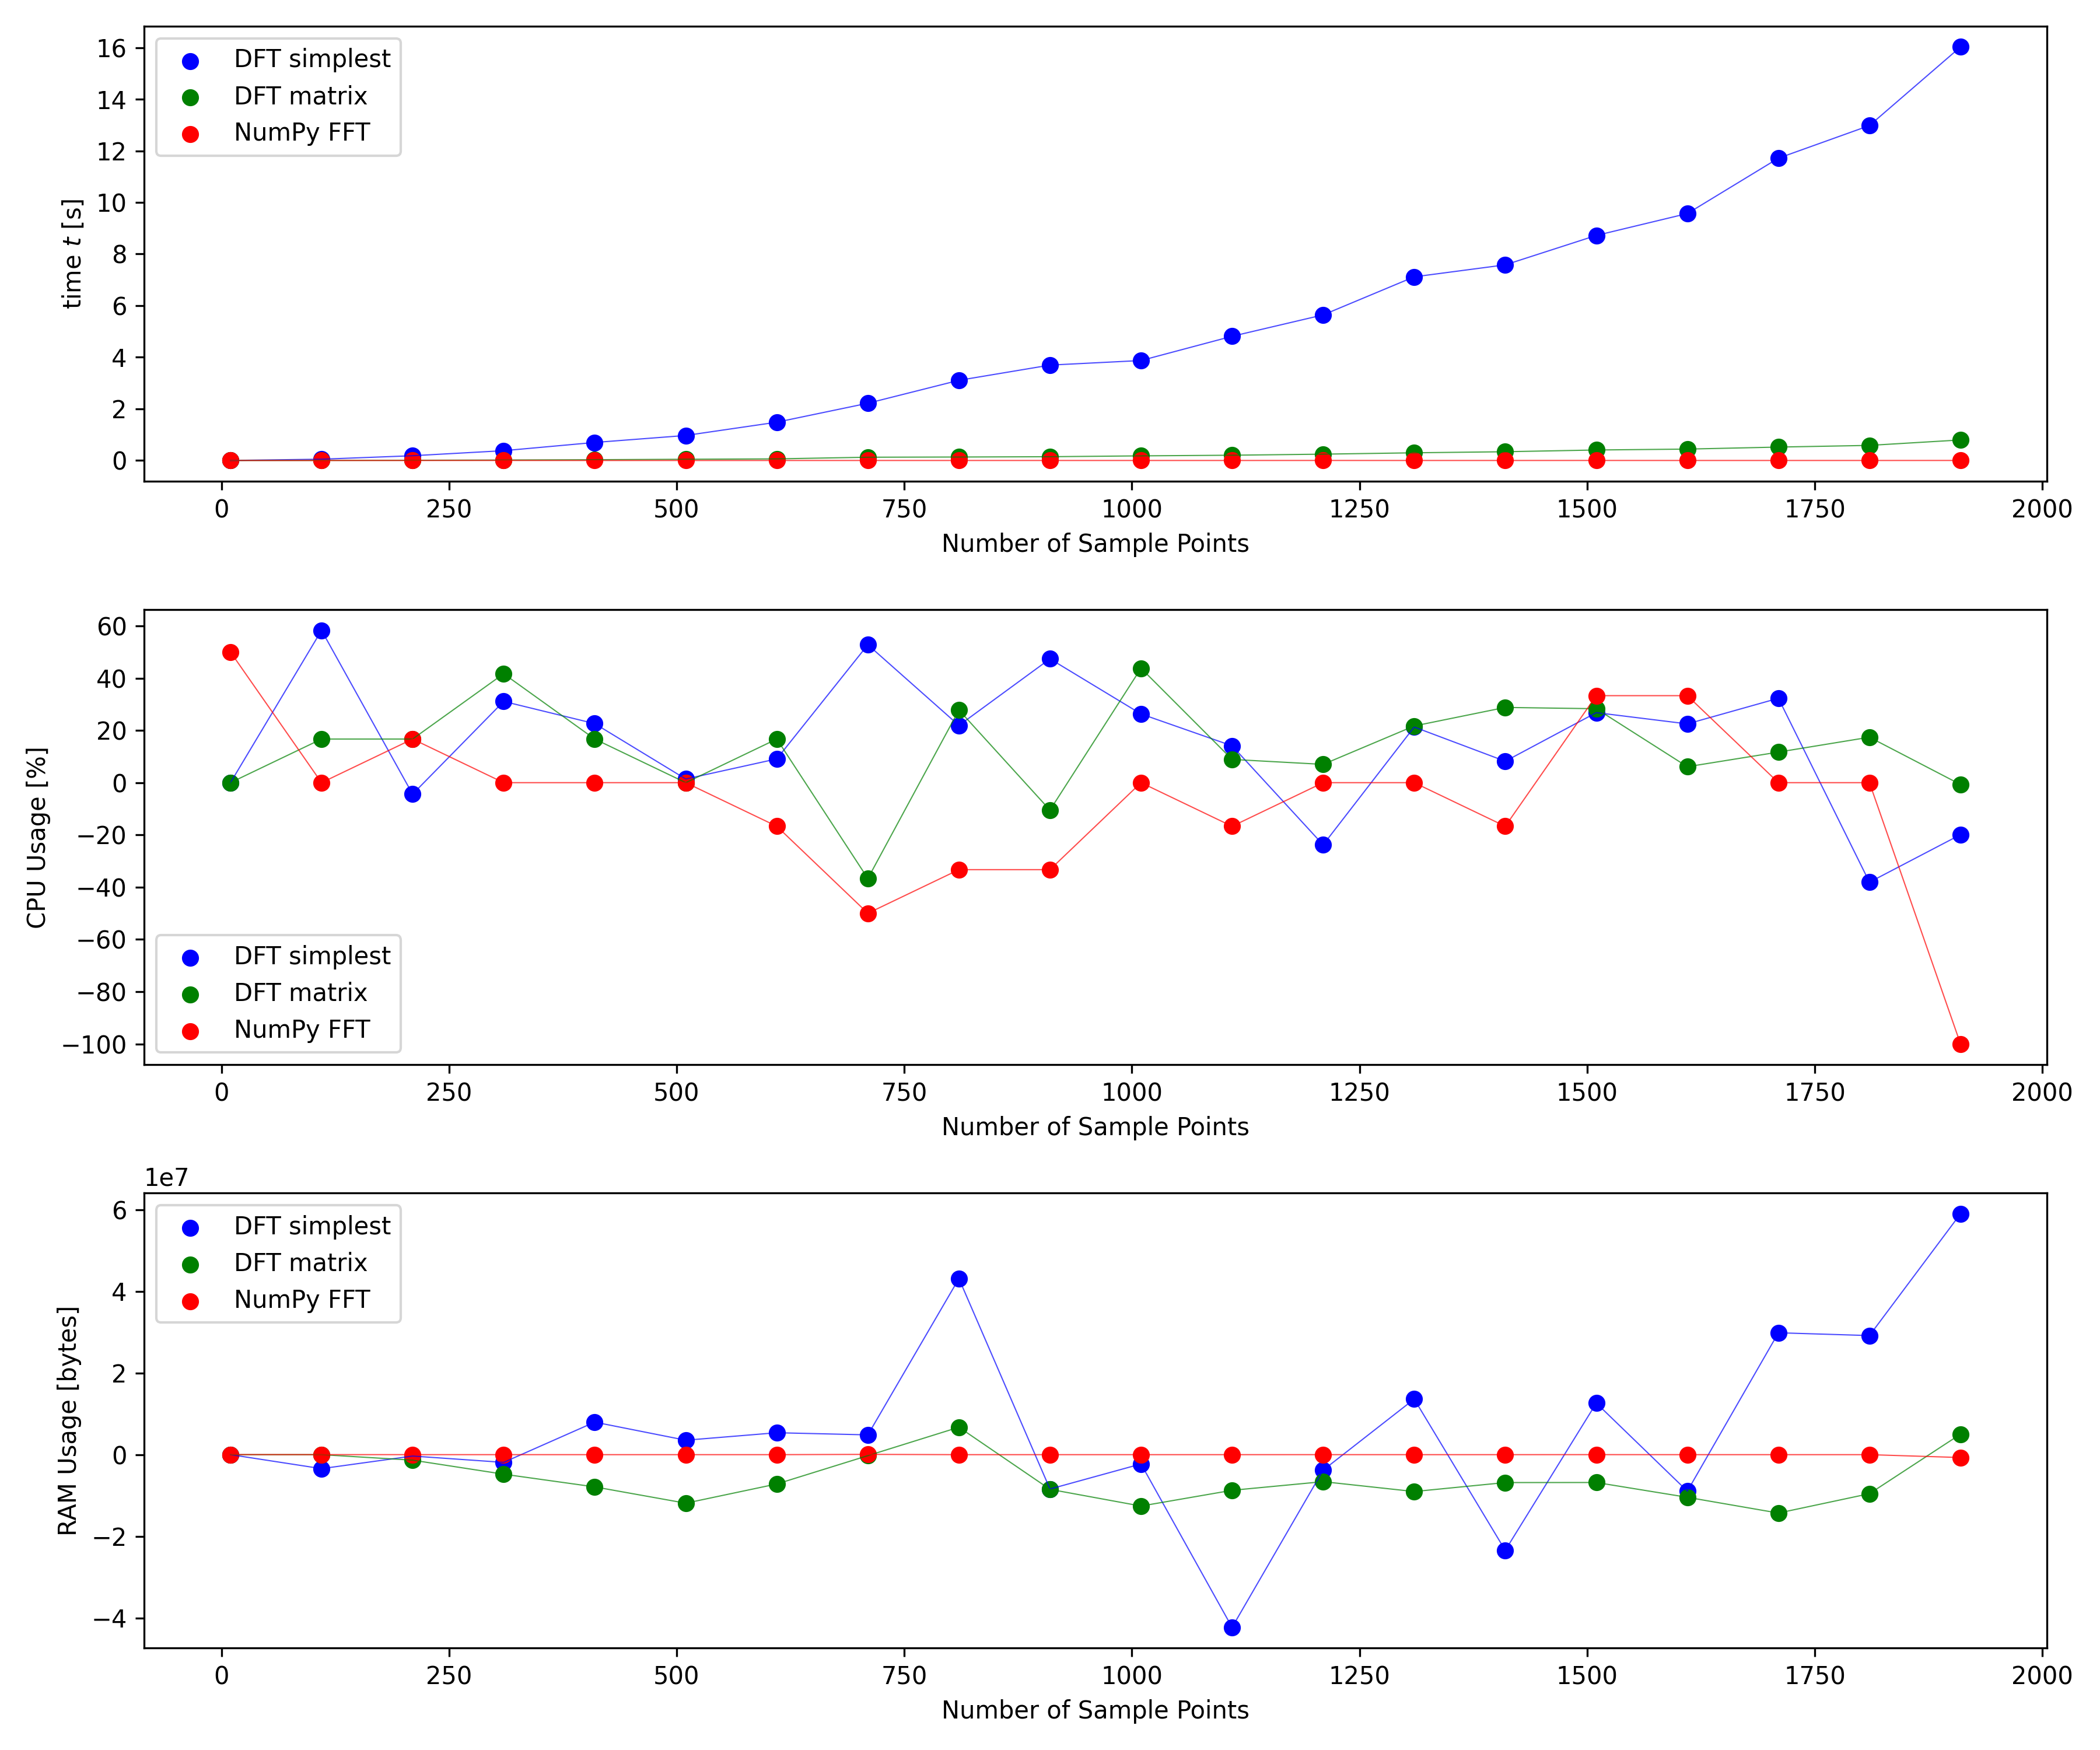 16
14
12
10
8
6
4
2
0
time t [s]
DFT simplest
DFT matrix
NumPy FFT
0 250 500 750 1000 1250 1500 1750 2000
Number of Sample Points
60
40
20
0
−20
−40
−60
−80
−100
CPU Usage [%]
DFT simplest
DFT matrix
NumPy FFT
0 250 500 750 1000 1250 1500 1750 2000
Number of Sample Points
1e7
6
4
2
0
−2
−4
RAM Usage [bytes]
DFT simplest
DFT matrix
NumPy FFT
0 250 500 750 1000 1250 1500 1750 2000
Number of Sample Points